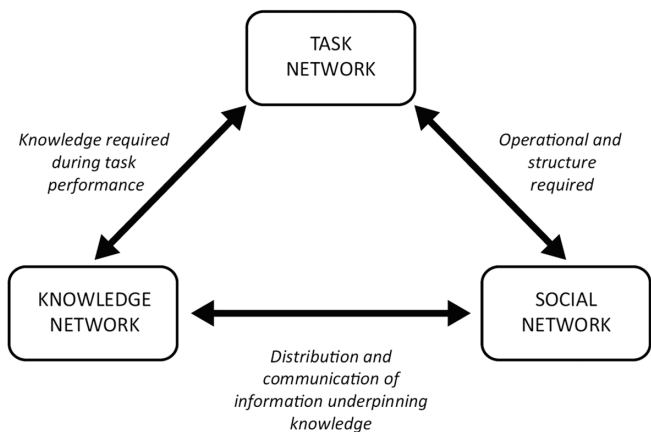 TASK
NETWORK
Knowledge required
during task
performance
Operational and
structure
required
KNOWLEDGE
NETWORK
SOCIAL
NETWORK
Distribution and
communication of
information underpinning
knowledge